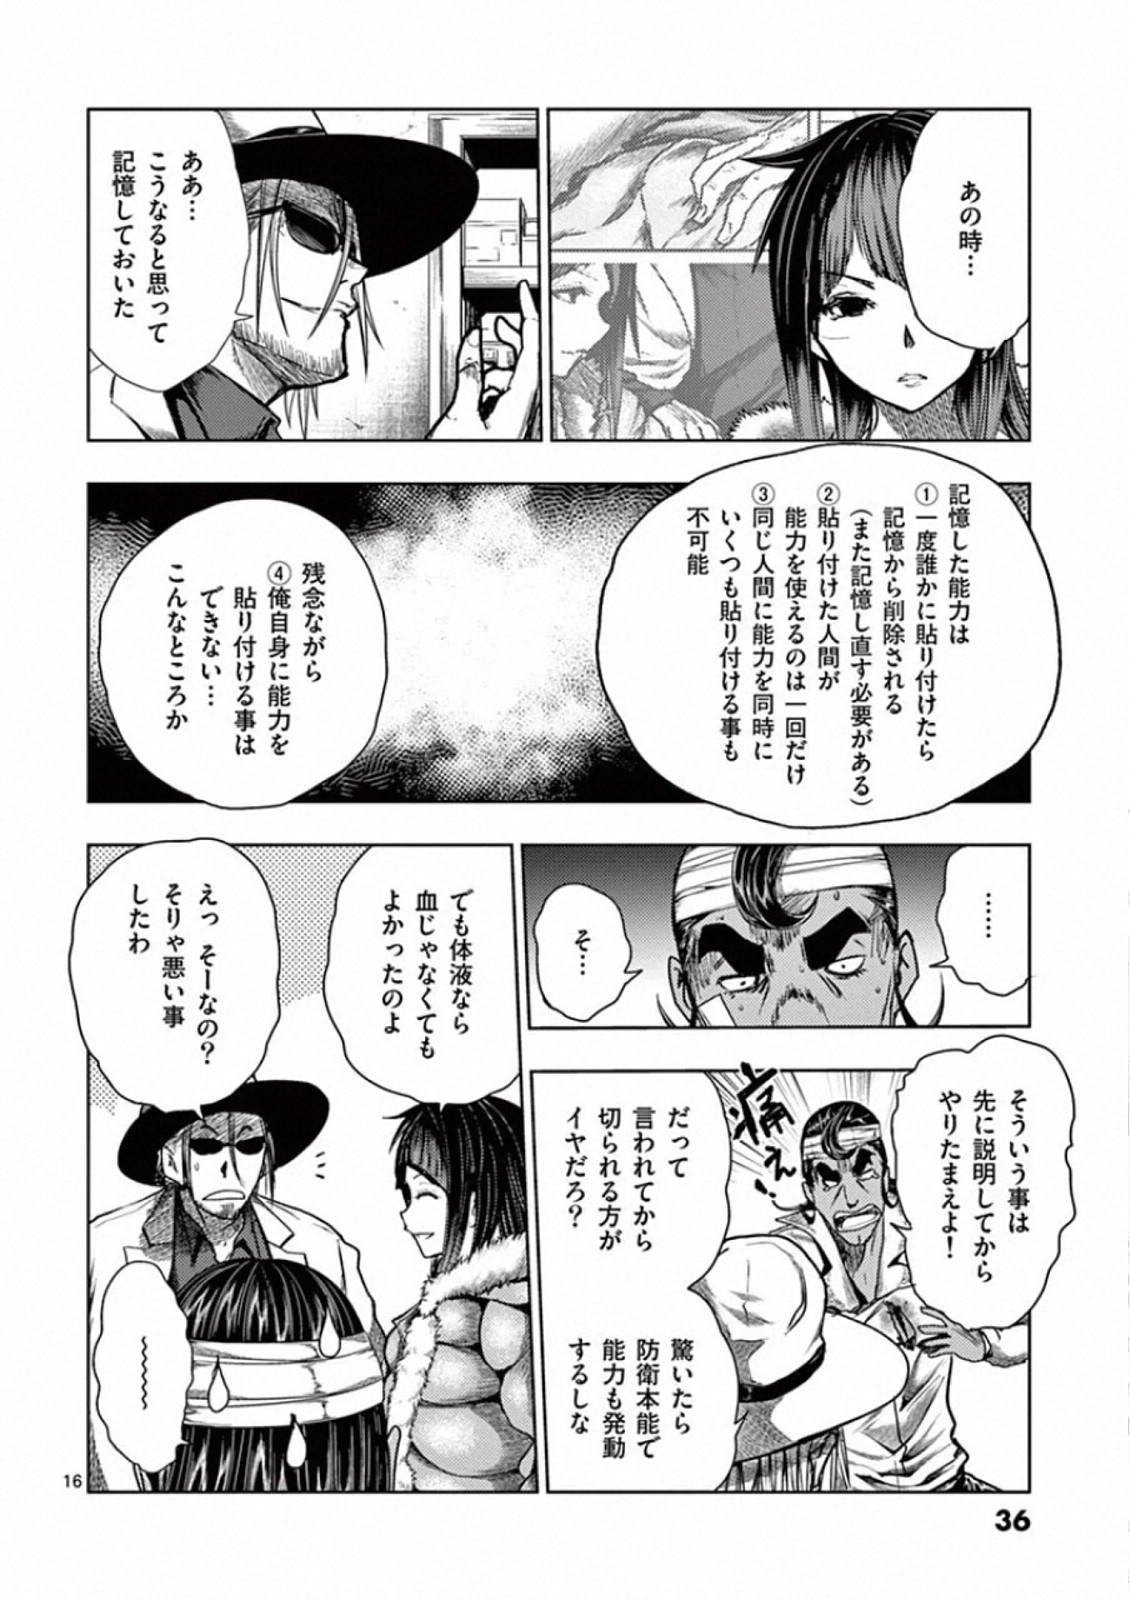 あの時…
ああ…
こうなると思って
記憶しておいた
記憶した能力は
①一度誰かに貼り付けたら
記憶から削除される
（また記憶し直す必要がある）
②貼り付けた人間が
能力を使えるのは一回だけ
③同じ人間に能力を同時に
いくつも貼り付ける事も
不可能
残念ながら
④俺自身に能力を
貼り付ける事は
できない…
こんなところか
……
そ…
そういう事は
先に説明してから
やりたまえよ！
痛ぇ
だって
言われてから
切られる方が
イヤだろ？
驚いたら
防衛本能で
能力も発動
するしな
でも体液なら
血じゃなくても
よかったのよ
えっ そーなの？
そりゃ悪い事
したわ
16
36